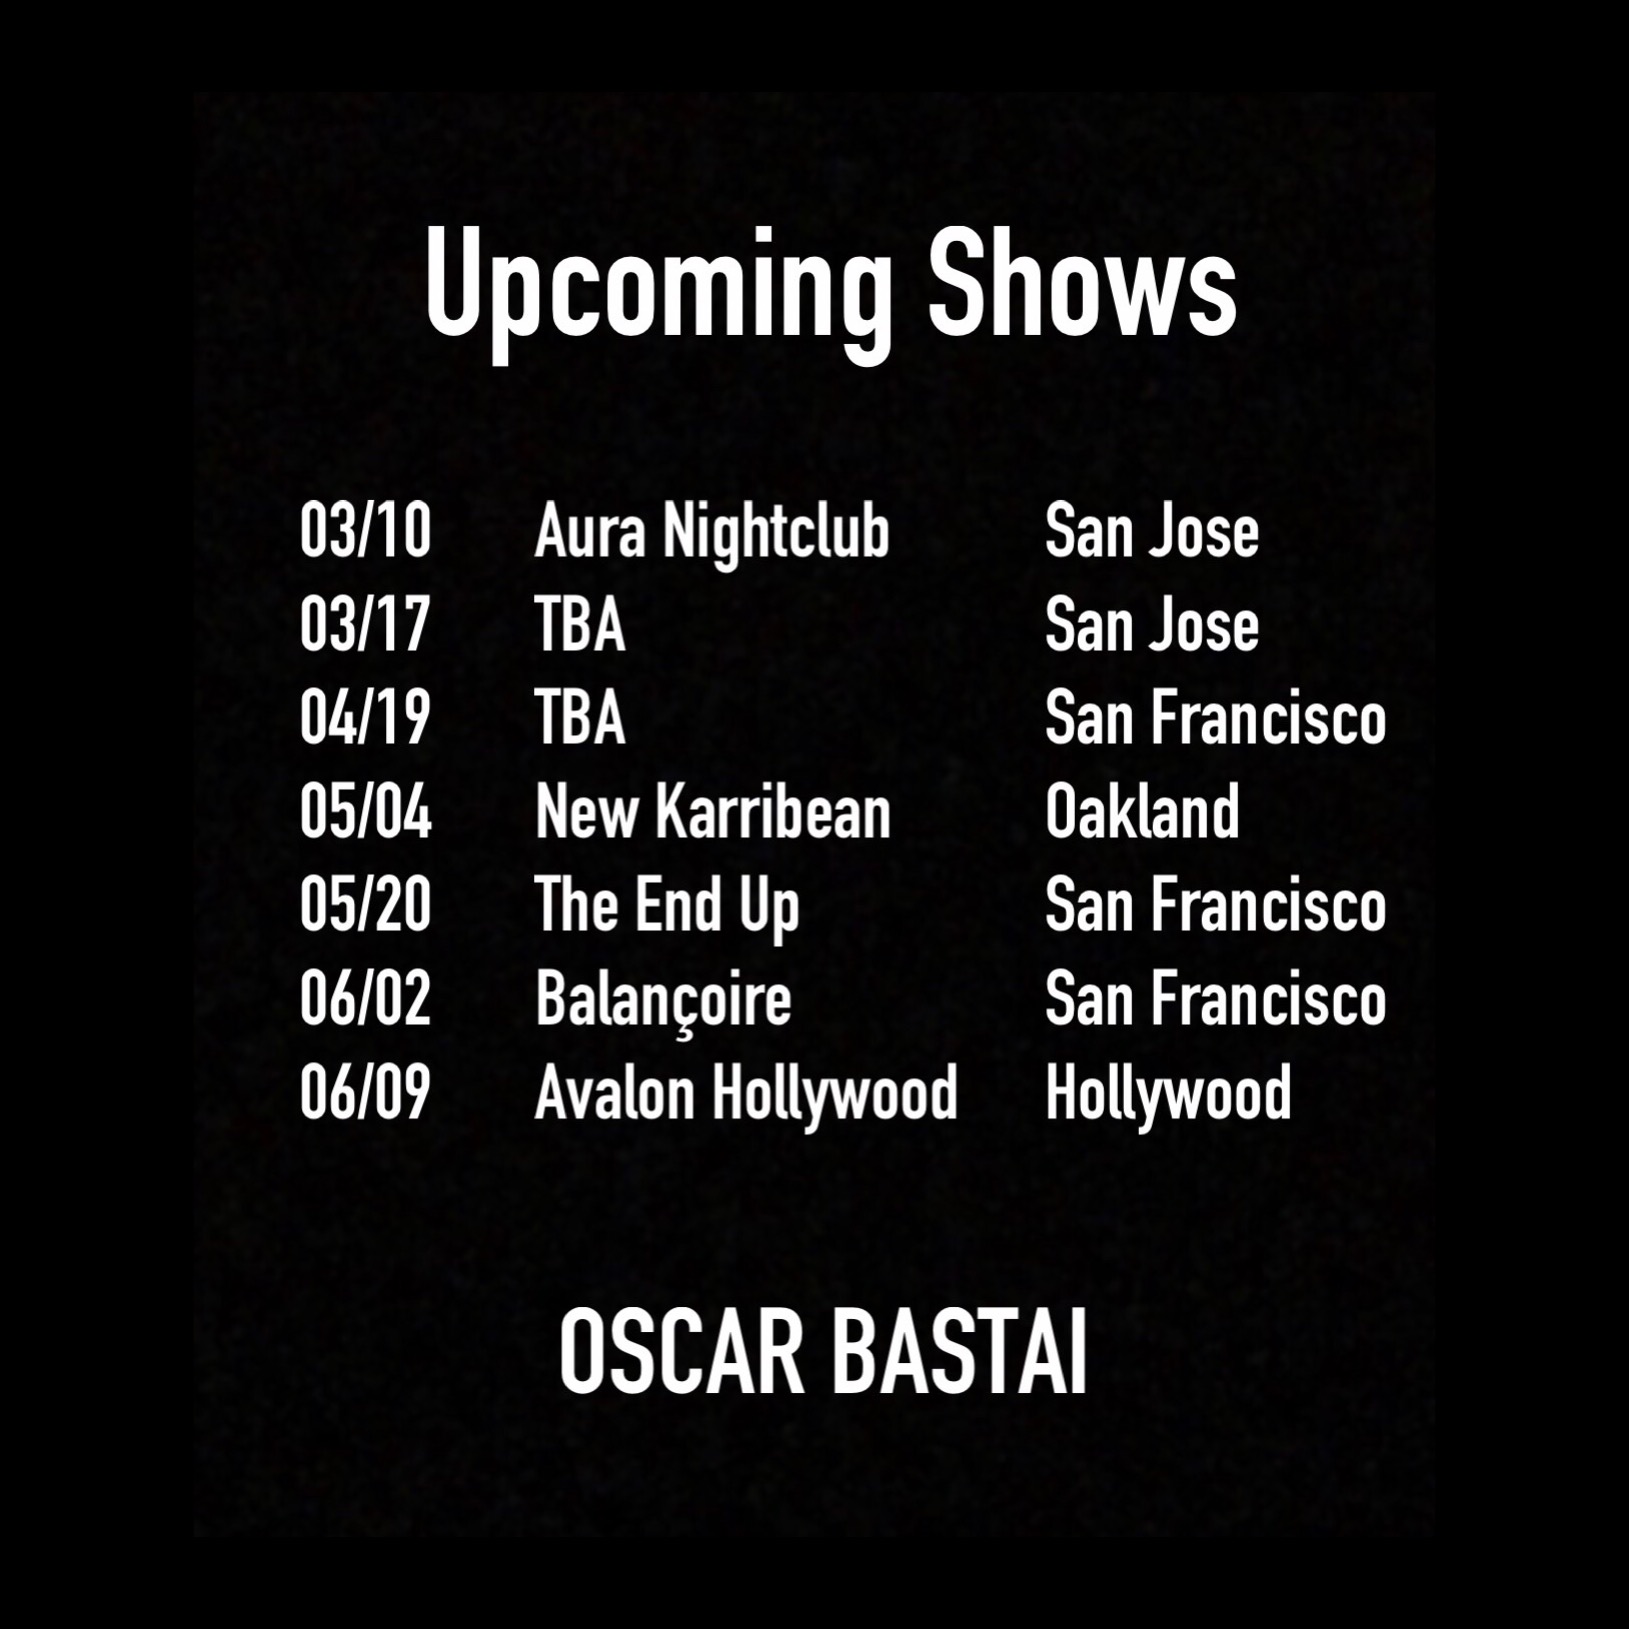 Upcoming Shows
03/10 Aura Nightclub San Jose
03/17 TBA San Jose
04/19 TBA San Francisco
05/04 New Karribean Oakland
05/20 The End Up San Francisco
06/02 Balançoire San Francisco
06/09 Avalon Hollywood Hollywood
OSCAR BASTAI